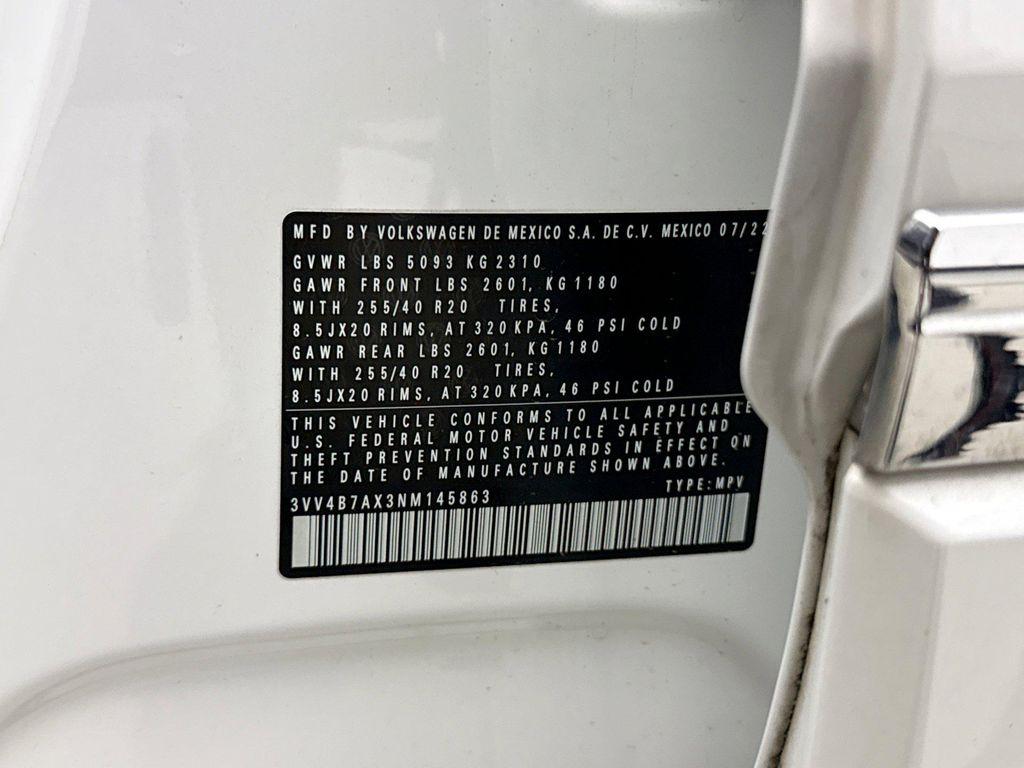 MFD BY VOLKSWAGEN DE MEXICO S.A. DE C.V. MEXICO 07/22
GVWR LBS 5093 KG 2310
GAWR FRONT LBS 2601, KG 1180
WITH 255/40 R20 TIRES,
8.5JX20 RIMS, AT 320 KPA, 46 PSI COLD
GAWR REAR LBS 2601, KG 1180
WITH 255/40 R20 TIRES,
8.5JX20 RIMS, AT 320 KPA, 46 PSI COLD
THIS VEHICLE CONFORMS TO ALL APPLICABLE
U.S. FEDERAL MOTOR VEHICLE SAFETY AND
THEFT PREVENTION STANDARDS IN EFFECT ON
THE DATE OF MANUFACTURE SHOWN ABOVE.
3VV4B7AX3NM145863 TYPE: MPV